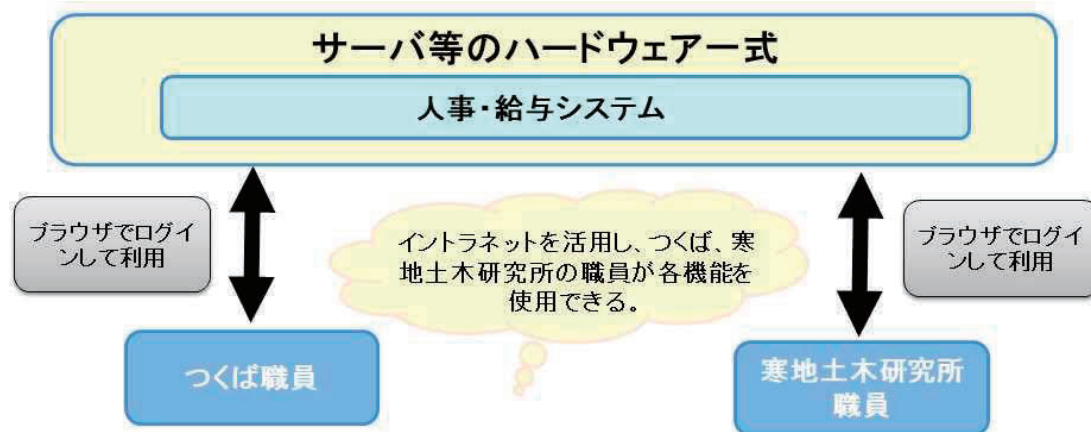 サーバ等のハードウェア一式
人事・給与システム
ブラウザでログイ
ンして利用
イントラネットを活用し、つくば、寒
地土木研究所の職員が各機能を
使用できる。
ブラウザでログイ
ンして利用
つくば職員
寒地土木研究所
職員